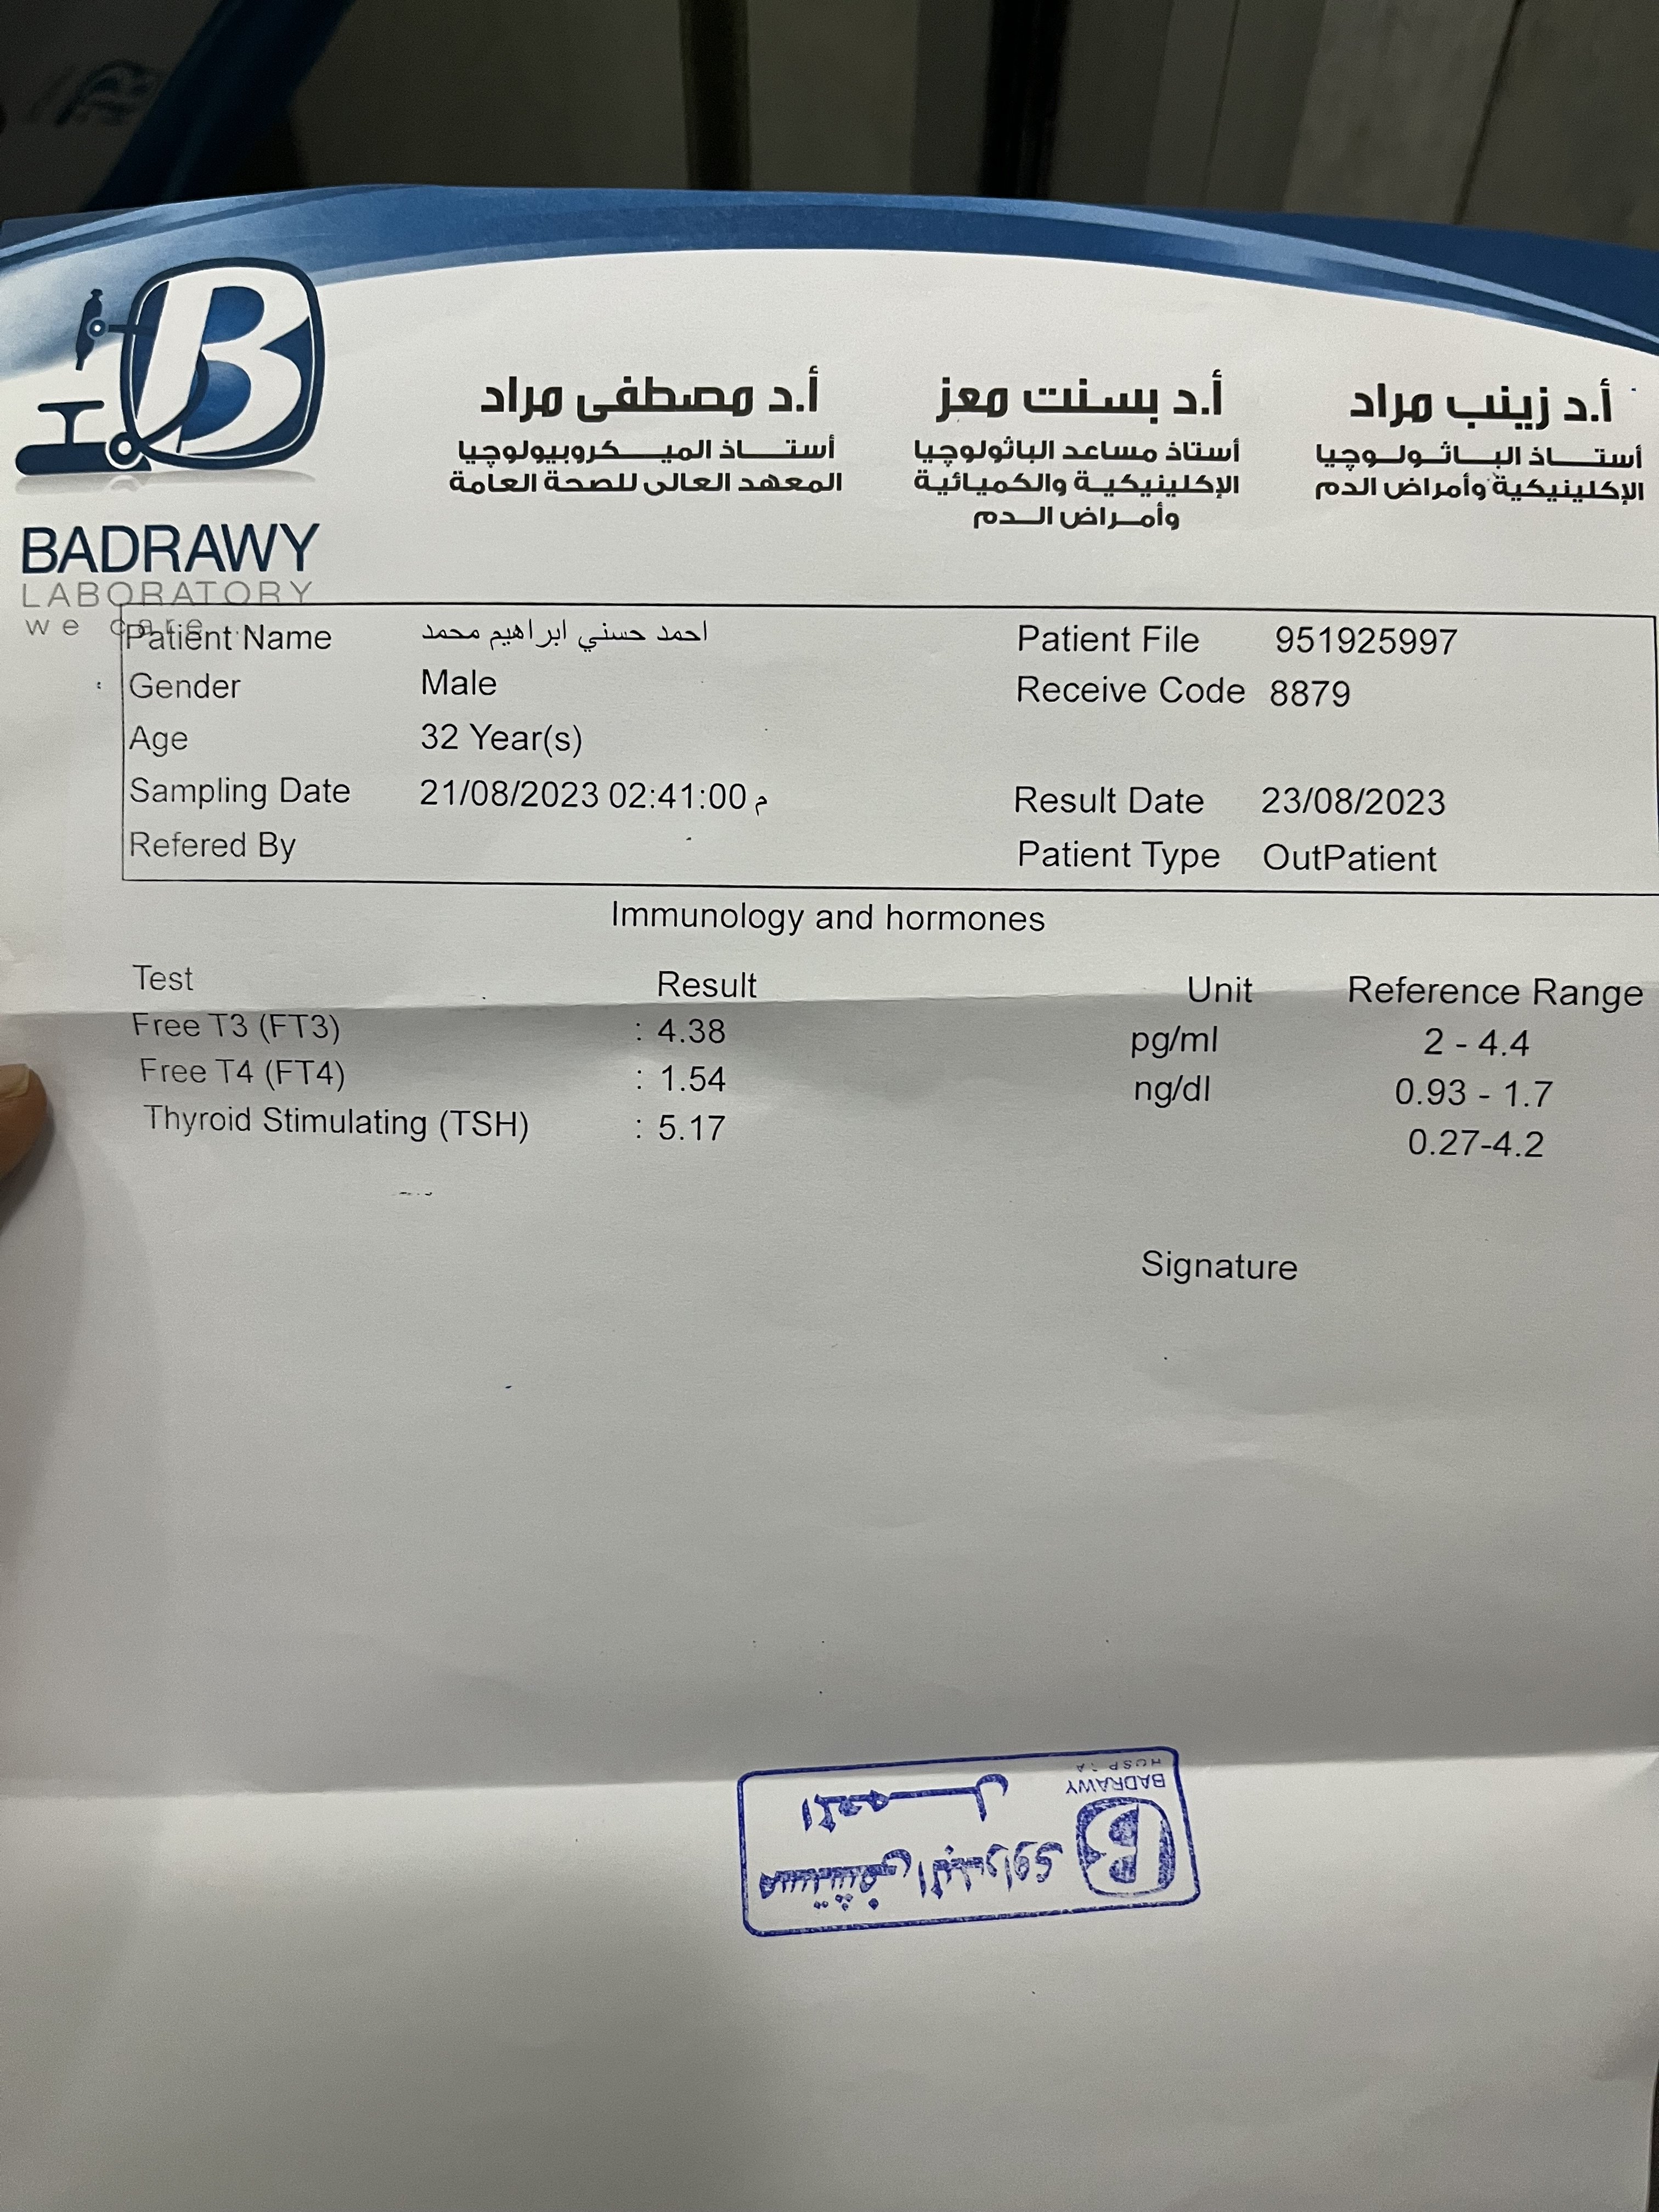 أ.د زينب مراد
أستاذ الباثولوچيا
الإكلينيكية وأمراض الدم
أ.د بسنت معز
أستاذ مساعد الباثولوچيا
الإكلينيكية والكميائية
وأمراض الدم
أ.د مصطفى مراد
أستاذ الميكروبيولوچيا
المعهد العالى للصحة العامة
B
BADRAWY
LABORATORY
we care
Patient Name احمد حسني ابراهيم محمد Patient File 951925997
Gender Male Receive Code 8879
Age 32 Year(s)
Sampling Date 21/08/2023 02:41:00 م Result Date 23/08/2023
Refered By Patient Type OutPatient
Immunology and hormones
Test Result Unit Reference Range
Free T3 (FT3) : 4.38 pg/ml 2 - 4.4
Free T4 (FT4) : 1.54 ng/dl 0.93 - 1.7
Thyroid Stimulating (TSH) : 5.17 0.27-4.2
Signature
مستشفى البدراوى
المعمل
BADRAWY